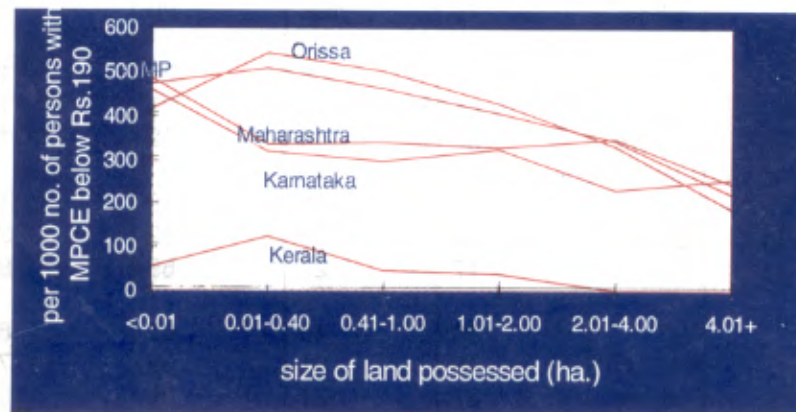 per 1000 no. of persons with
MPCE below Rs.190
600
500
400
300
200
100
0
MP
Orissa
Maharashtra
Karnataka
Kerala
<0.01 0.01-0.40 0.41-1.00 1.01-2.00 2.01-4.00 4.01+
size of land possessed (ha.)